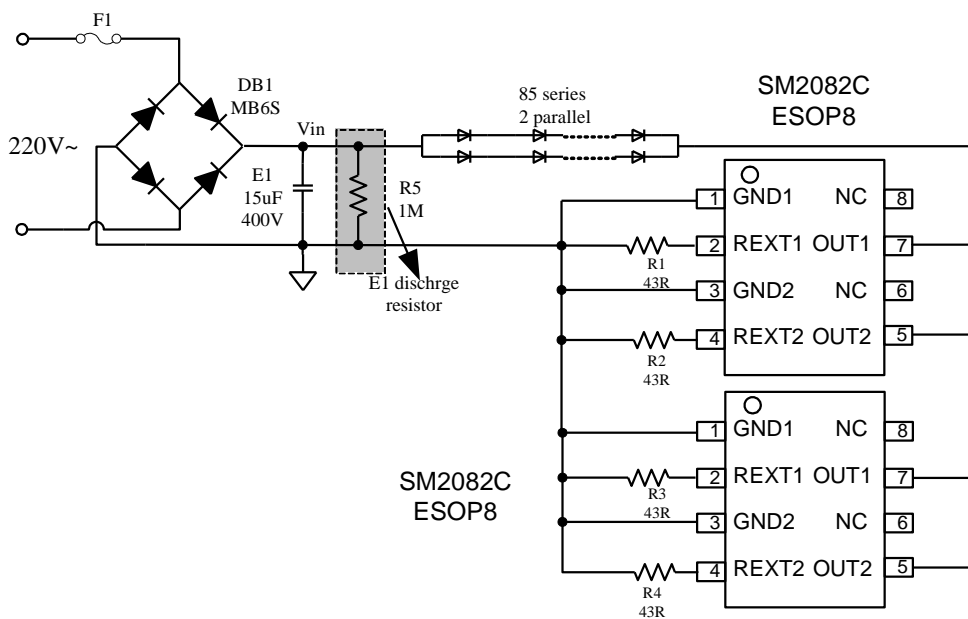 F1
DB1
MB6S
220V~
Vin
E1
15uF
400V
R5
1M
E1 dischrge
resistor
85 series
2 parallel
SM2082C
ESOP8
1 GND1 NC 8
2 REXT1 OUT1 7
3 GND2 NC 6
4 REXT2 OUT2 5
R1
43R
R2
43R
SM2082C
ESOP8
1 GND1 NC 8
2 REXT1 OUT1 7
3 GND2 NC 6
4 REXT2 OUT2 5
R3
43R
R4
43R